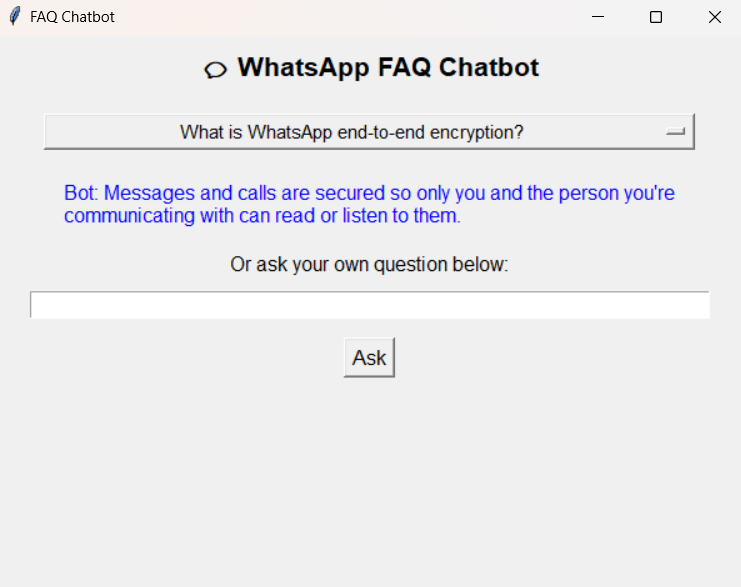 FAQ Chatbot
WhatsApp FAQ Chatbot
What is WhatsApp end-to-end encryption?
Bot: Messages and calls are secured so only you and the person you're
communicating with can read or listen to them.
Or ask your own question below:
Ask